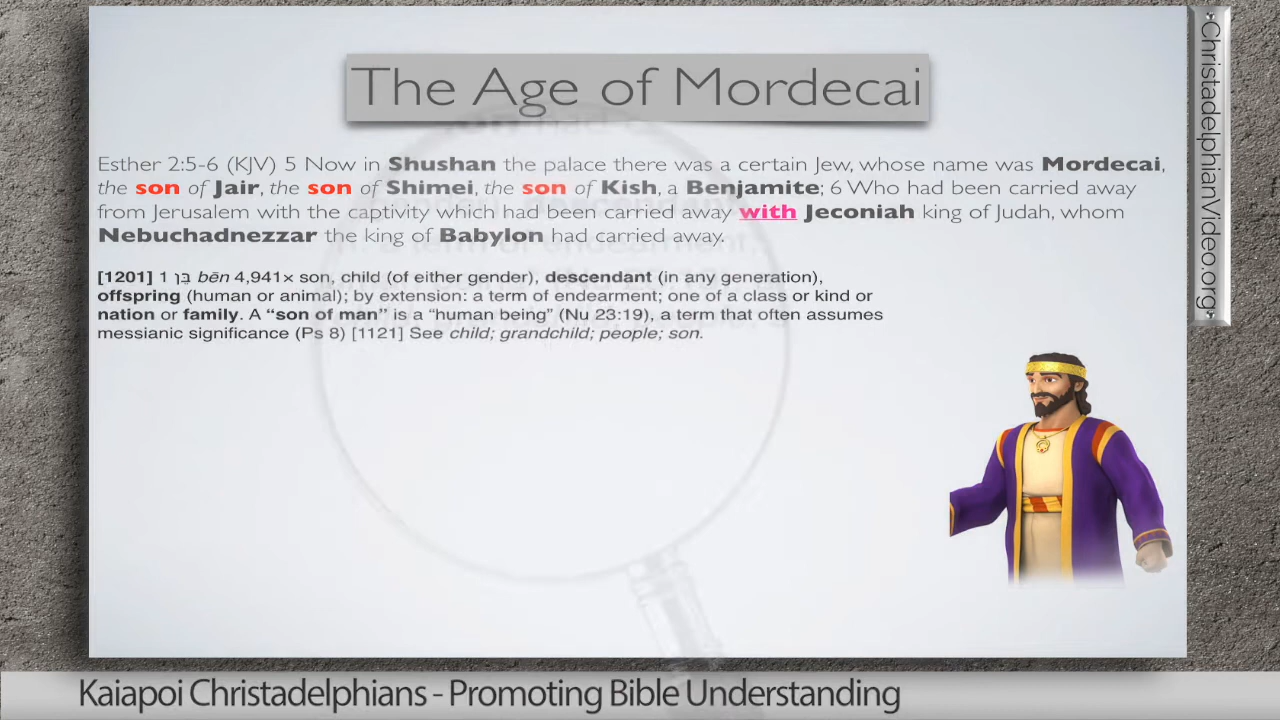 The Age of Mordecai
Esther 2:5-6 (KJV) 5 Now in Shushan the palace there was a certain Jew, whose name was Mordecai,
the son of Jair, the son of Shimei, the son of Kish, a Benjamite; 6 Who had been carried away
from Jerusalem with the captivity which had been carried away with Jeconiah king of Judah, whom
Nebuchadnezzar the king of Babylon had carried away.
[1201] 1 בֵּן bēn 4,941× son, child (of either gender), descendant (in any generation),
offspring (human or animal); by extension: a term of endearment; one of a class or kind or
nation or family. A “son of man” is a “human being” (Nu 23:19), a term that often assumes
messianic significance (Ps 8) [1121] See child; grandchild; people; son.
•ChristadelphianVideo.org•
Kaiapoi Christadelphians - Promoting Bible Understanding